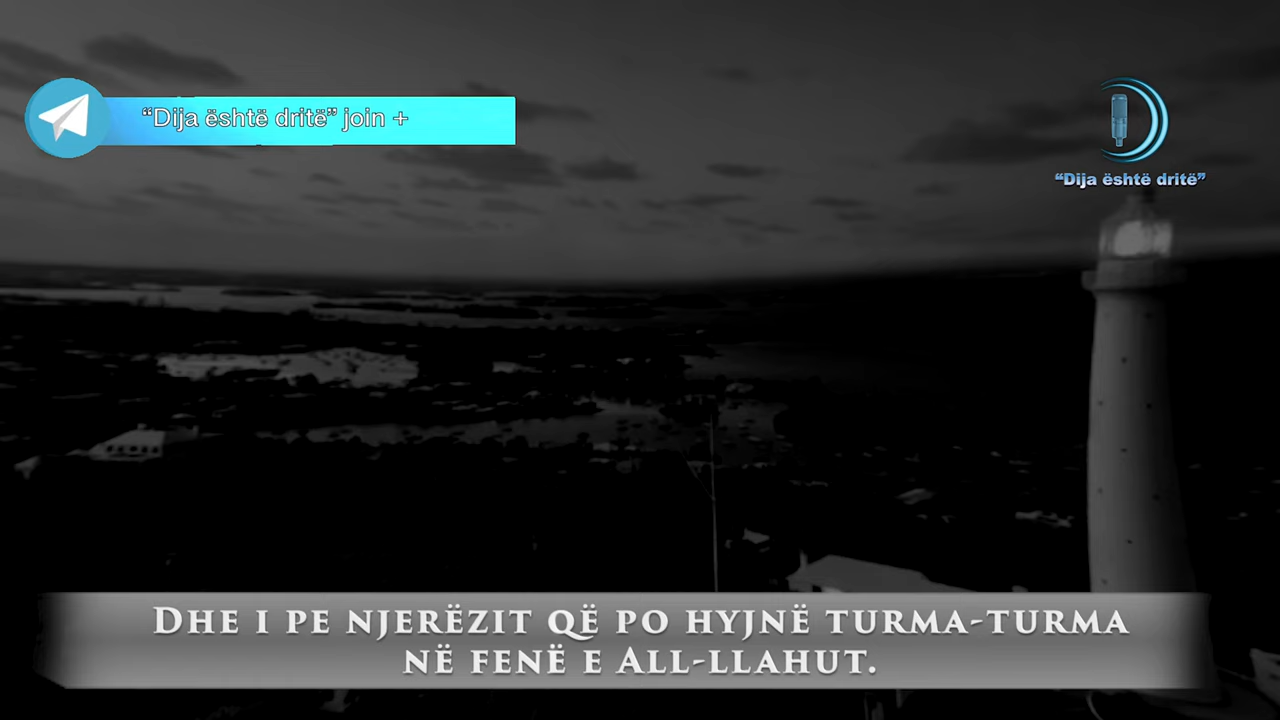 “Dija është dritë” join +
“Dija është dritë”
DHE I PE NJERËZIT QË PO HYJNË TURMA-TURMA
NË FENË E ALL-LLAHUT.